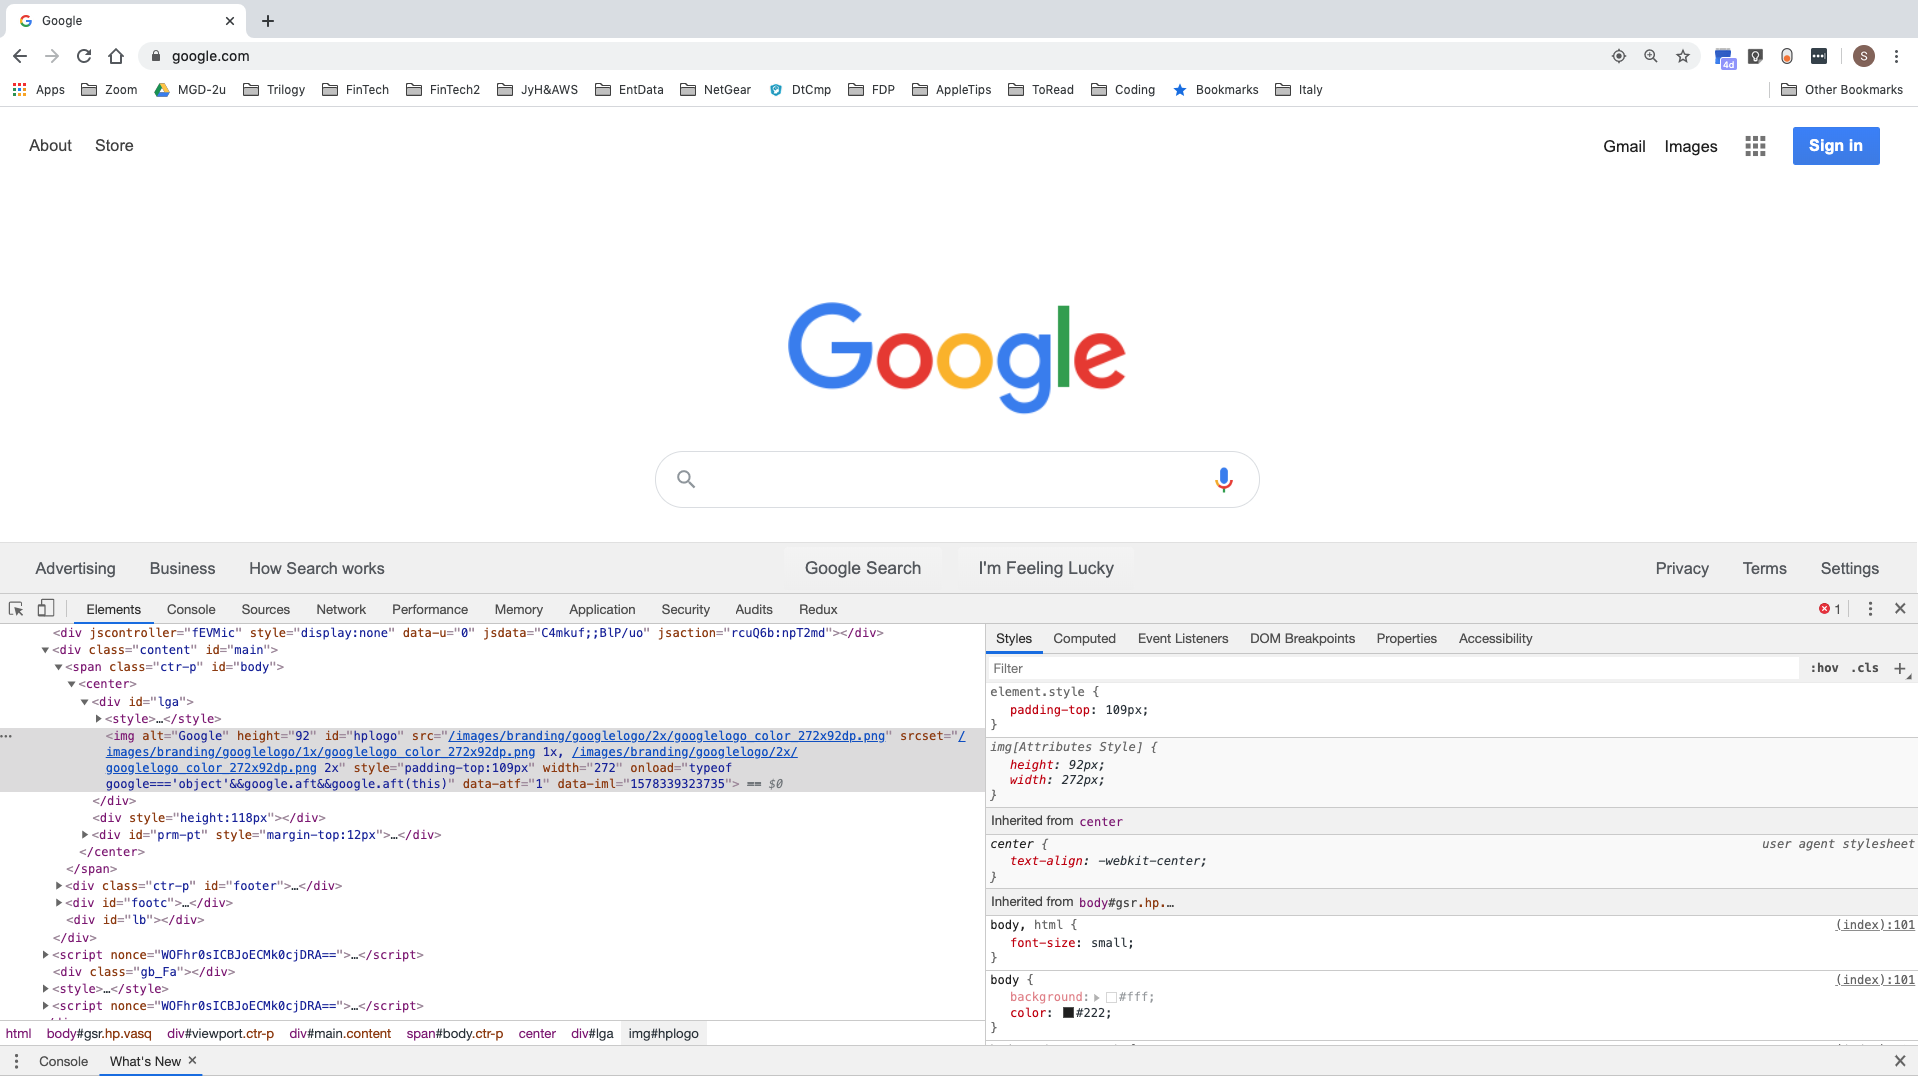 Google
google.com
4d
S
Apps Zoom MGD-2u Trilogy FinTech FinTech2 JyH&AWS EntData NetGear DtCmp FDP AppleTips ToRead Coding Bookmarks Italy Other Bookmarks
About Store Gmail Images Sign in
Google
Advertising Business How Search works Google Search I'm Feeling Lucky Privacy Terms Settings
Elements Console Sources Network Performance Memory Application Security Audits Redux 1
<div jscontroller="fEVMic" style="display:none" data-u="0" jsdata="C4mkuf;;BlP/uo" jsaction="rcuQ6b:npT2md"></div>
<div class="content" id="main">
<span class="ctr-p" id="body">
<center>
<div id="lga">
<style>…</style>
<img alt="Google" height="92" id="hplogo" src="/images/branding/googlelogo/2x/googlelogo_color_272x92dp.png" srcset="/
images/branding/googlelogo/1x/googlelogo_color_272x92dp.png 1x, /images/branding/googlelogo/2x/
googlelogo_color_272x92dp.png 2x" style="padding-top:109px" width="272" onload="typeof
google==='object'&&google.aft&&google.aft(this)" data-atf="1" data-iml="1578339323735"> == $0
</div>
<div style="height:118px"></div>
<div id="prm-pt" style="margin-top:12px">…</div>
</center>
</span>
<div class="ctr-p" id="footer">…</div>
<div id="footc">…</div>
<div id="lb"></div>
</div>
<script nonce="WOFhr0sICBJoECMk0cjDRA==">…</script>
<div class="gb_Fa"></div>
<style>…</style>
<script nonce="WOFhr0sICBJoECMk0cjDRA==">…</script>
html body#gsr.hp.vasq div#viewport.ctr-p div#main.content span#body.ctr-p center div#lga img#hplogo
Styles Computed Event Listeners DOM Breakpoints Properties Accessibility
Filter :hov .cls +
element.style {
padding-top: 109px;
}
img[Attributes Style] {
height: 92px;
width: 272px;
}
Inherited from center
center { user agent stylesheet
text-align: -webkit-center;
}
Inherited from body#gsr.hp.…
body, html { (index):101
font-size: small;
}
body { (index):101
background: #fff;
color: #222;
}
Console What's New